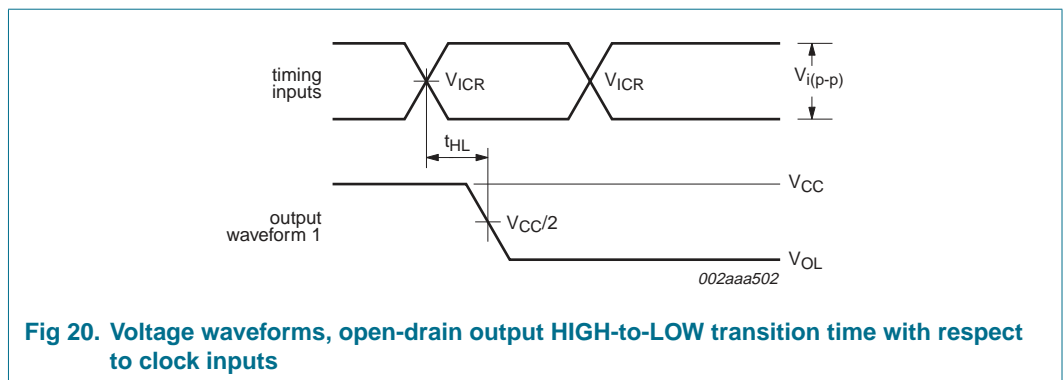 timing
inputs
VICR
VICR
Vi(p-p)
tHL
VCC
output
waveform 1
VCC/2
VOL
002aaa502
Fig 20. Voltage waveforms, open-drain output HIGH-to-LOW transition time with respect
to clock inputs